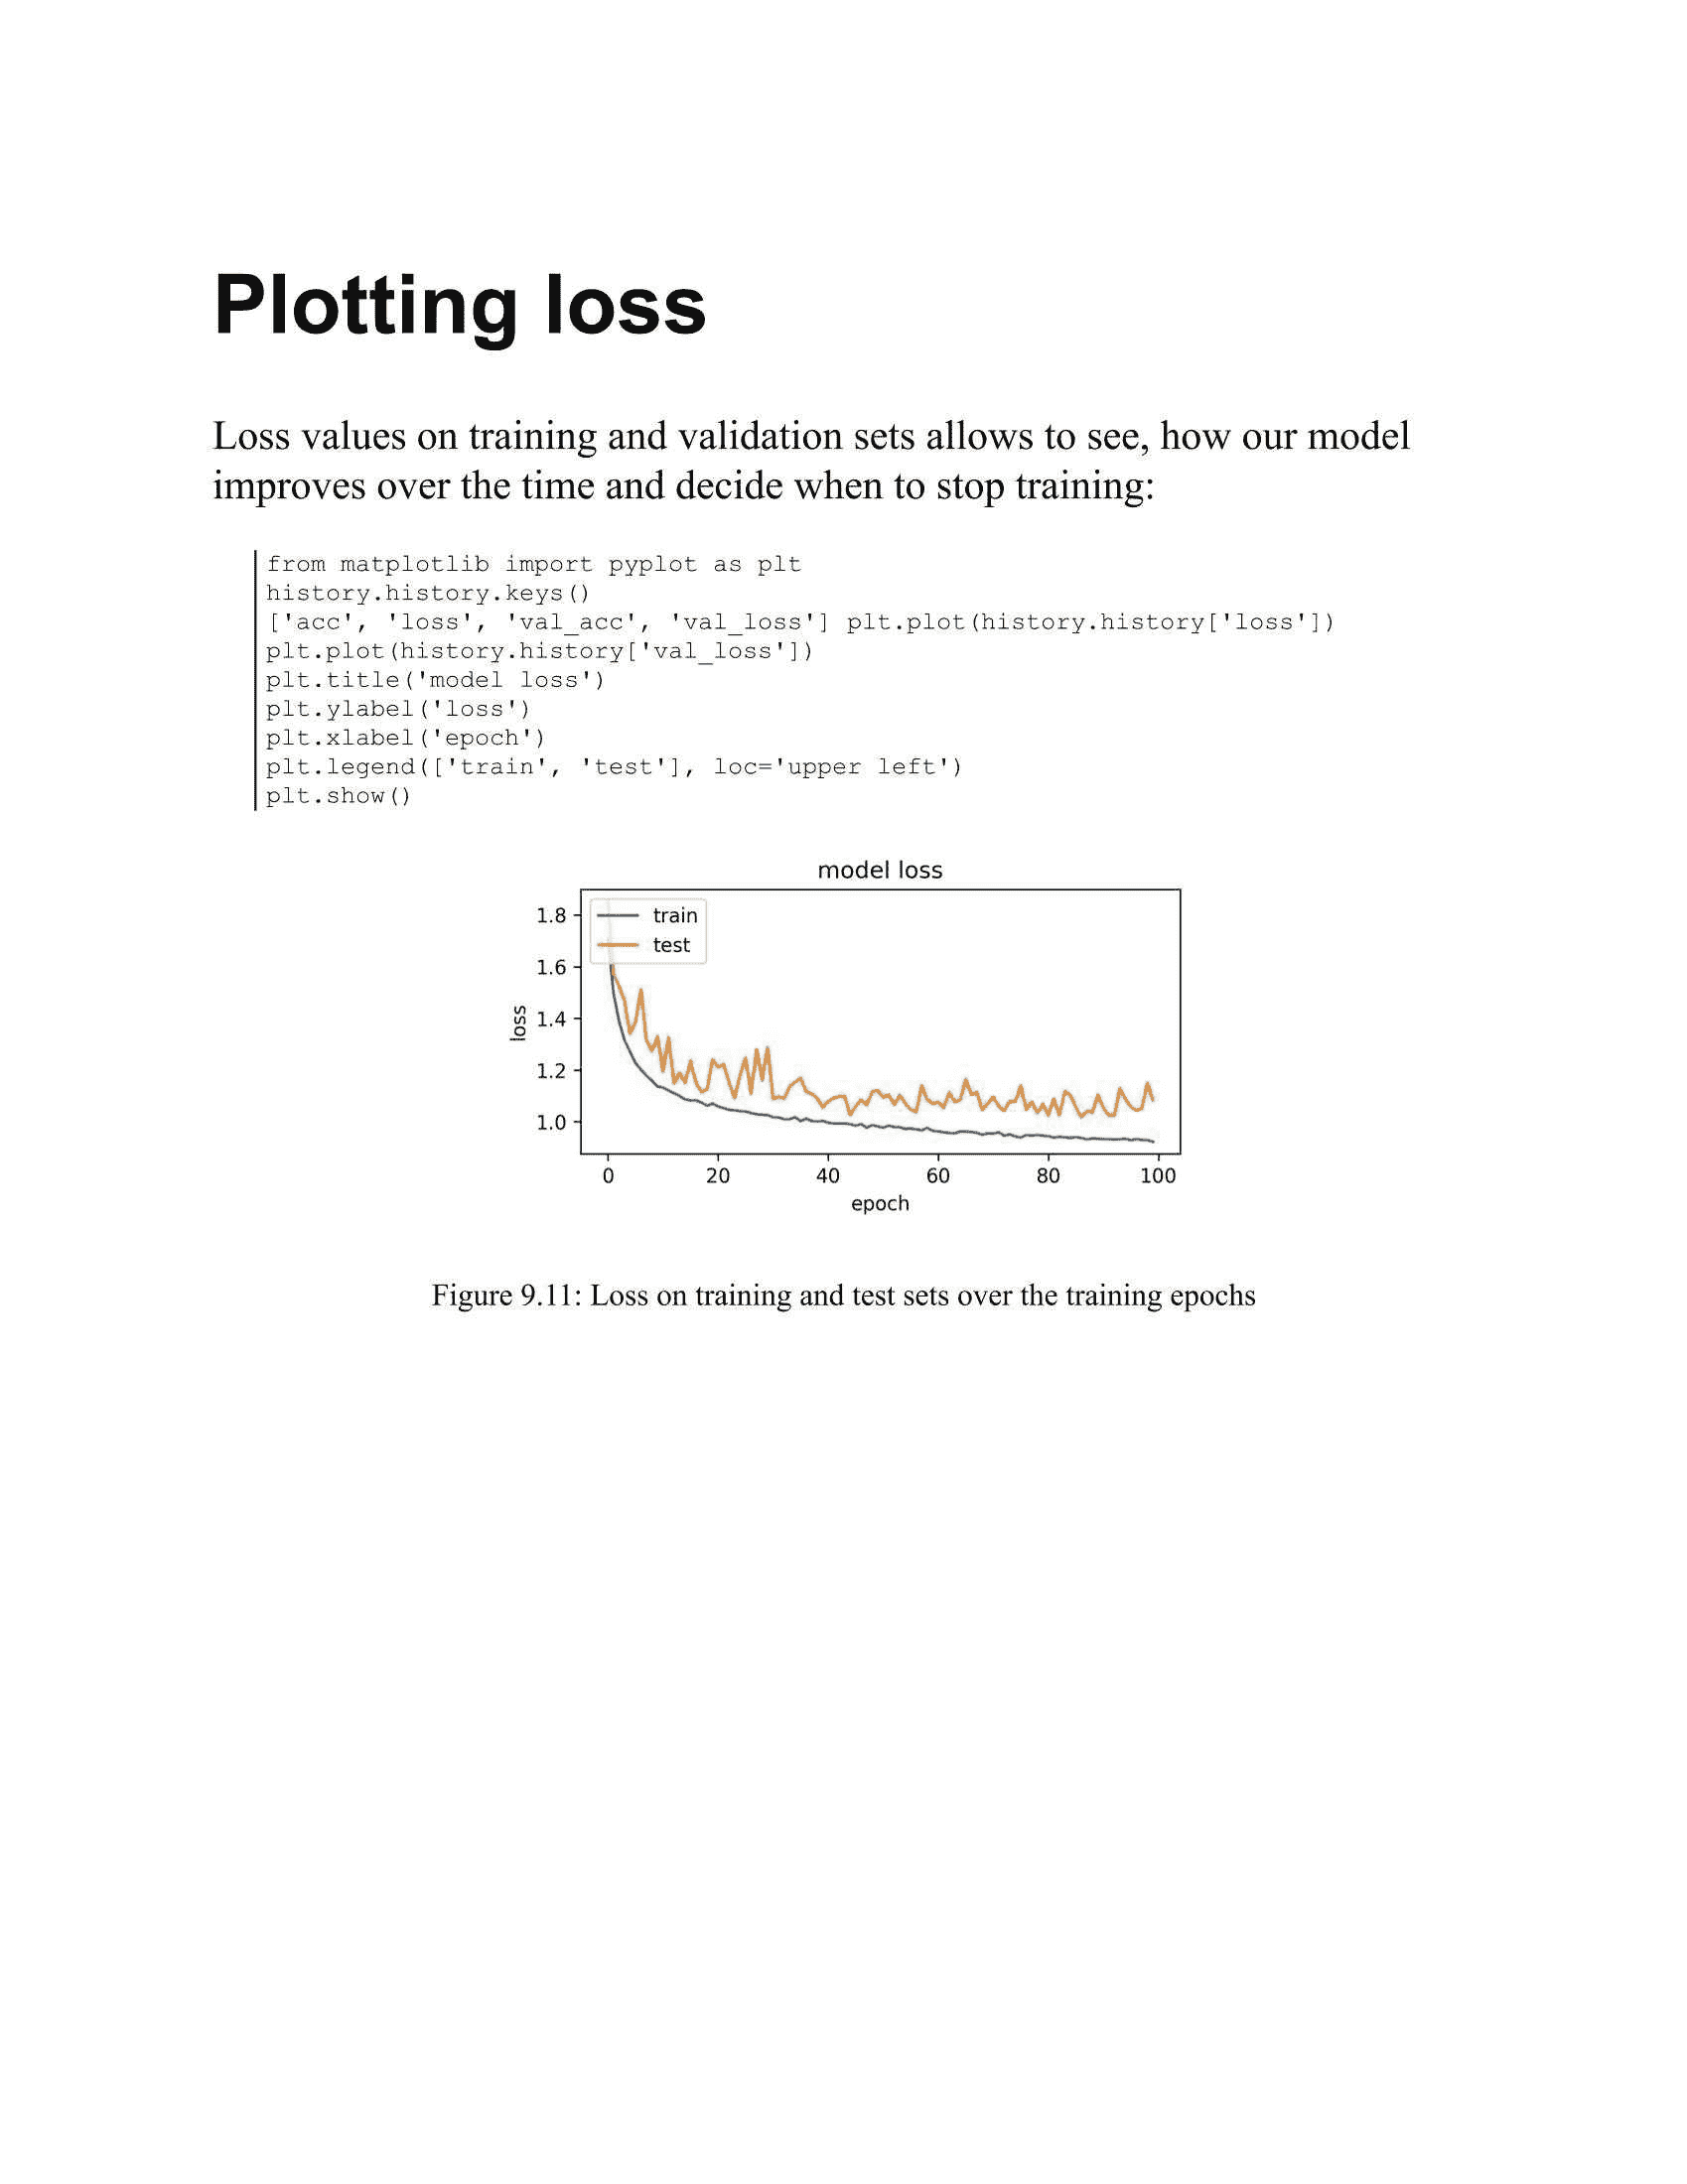 Plotting loss
Loss values on training and validation sets allows to see, how our model
improves over the time and decide when to stop training:
from matplotlib import pyplot as plt
history.history.keys()
['acc', 'loss', 'val_acc', 'val_loss'] plt.plot(history.history['loss'])
plt.plot(history.history['val_loss'])
plt.title('model loss')
plt.ylabel('loss')
plt.xlabel('epoch')
plt.legend(['train', 'test'], loc='upper left')
plt.show()
model loss
train
test
1.8
1.6
1.4
1.2
1.0
loss
0 20 40 60 80 100
epoch
Figure 9.11: Loss on training and test sets over the training epochs